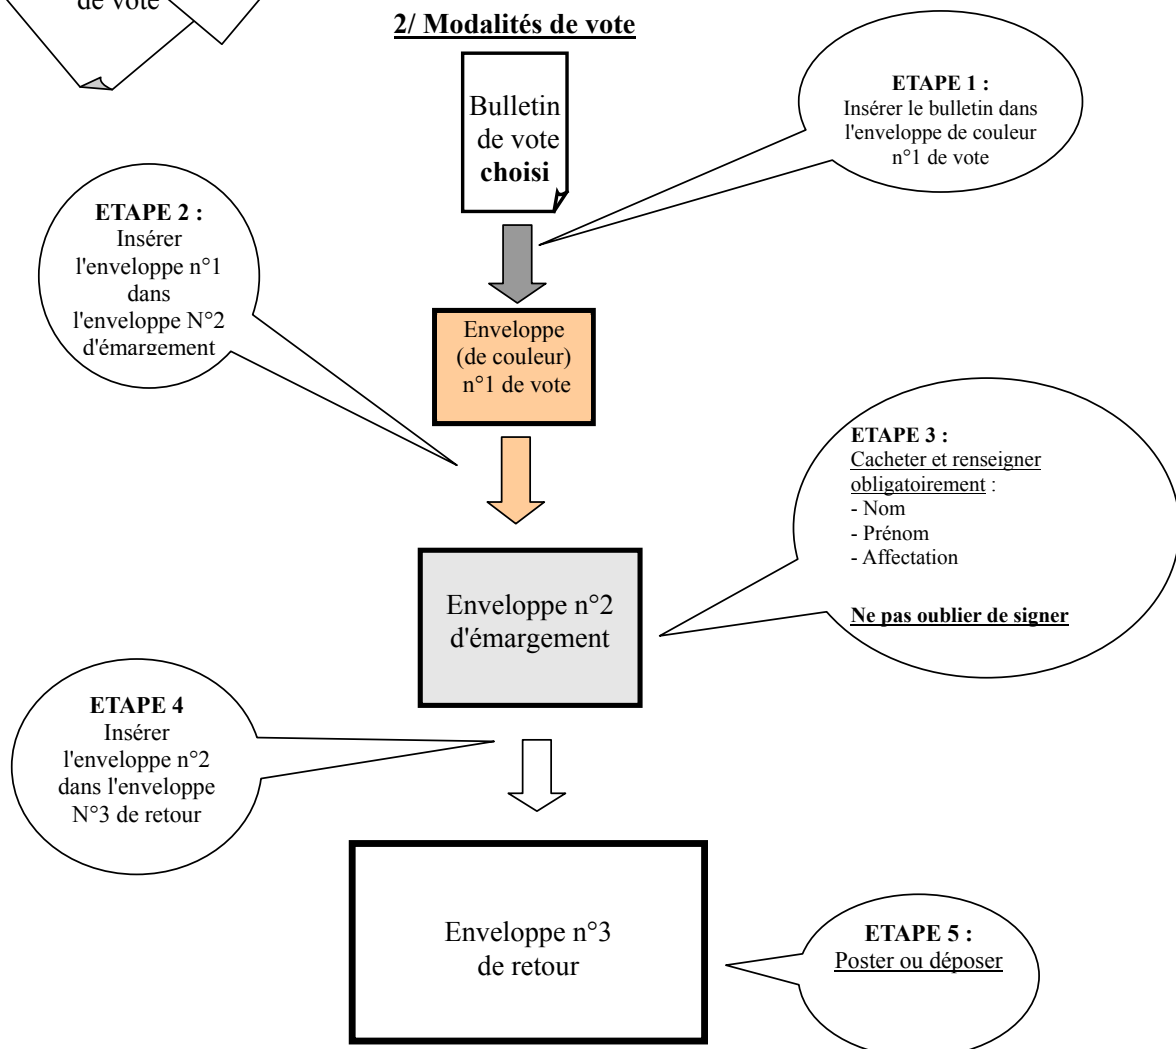 de vote
2/ Modalités de vote
Bulletin
de vote
choisi
ETAPE 1 :
Insérer le bulletin dans
l'enveloppe de couleur
n°1 de vote
ETAPE 2 :
Insérer
l'enveloppe n°1
dans
l'enveloppe N°2
d'émargement
Enveloppe
(de couleur)
n°1 de vote
ETAPE 3 :
Cacheter et renseigner
obligatoirement :
- Nom
- Prénom
- Affectation
Ne pas oublier de signer
Enveloppe n°2
d'émargement
ETAPE 4
Insérer
l'enveloppe n°2
dans l'enveloppe
N°3 de retour
Enveloppe n°3
de retour
ETAPE 5 :
Poster ou déposer